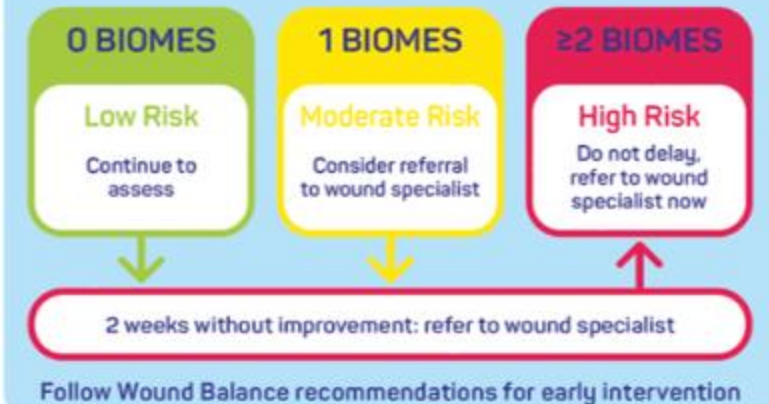 0 BIOMES
Low Risk
Continue to
assess
1 BIOMES
Moderate Risk
Consider referral
to wound specialist
≥2 BIOMES
High Risk
Do not delay,
refer to wound
specialist now
2 weeks without improvement: refer to wound specialist
Follow Wound Balance recommendations for early intervention